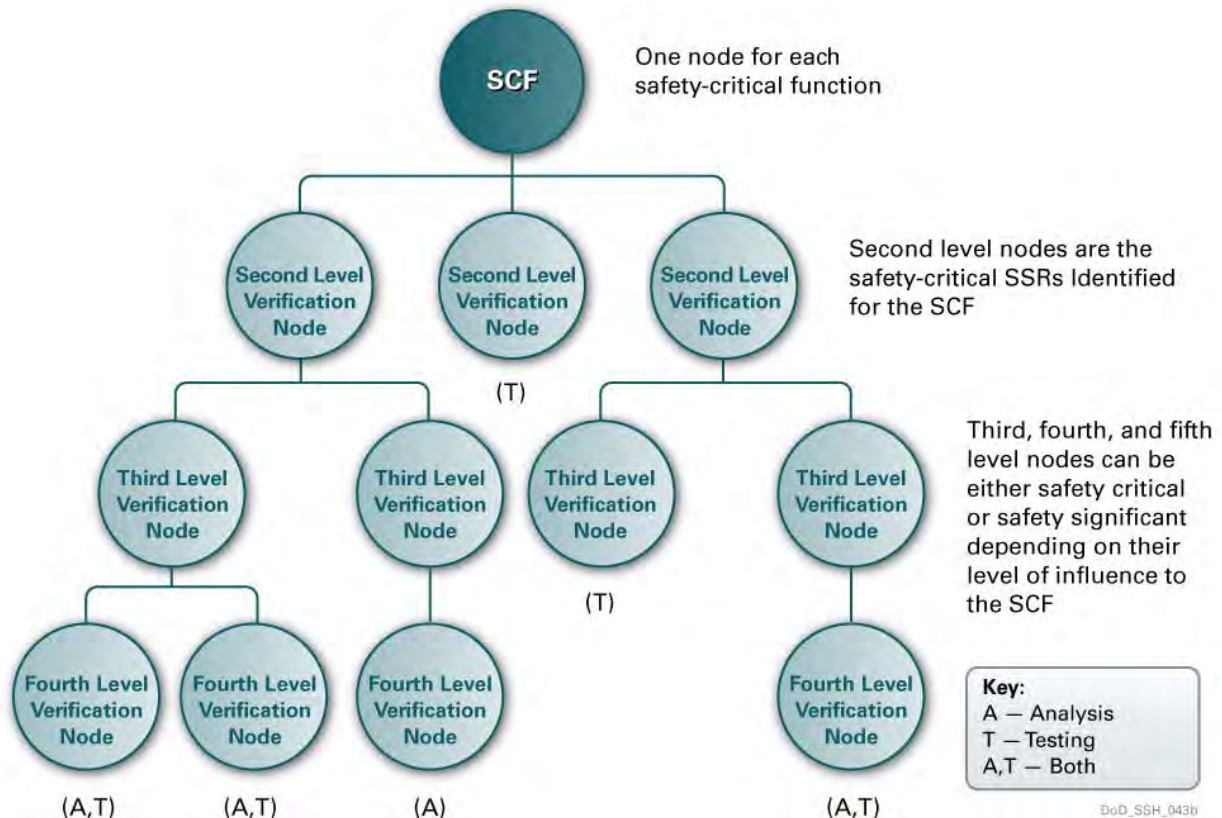 SCF
One node for each
safety-critical function
Second Level
Verification
Node
Second Level
Verification
Node
Second Level
Verification
Node
Second level nodes are the
safety-critical SSRs Identified
for the SCF
(T)
Third Level
Verification
Node
Third Level
Verification
Node
Third Level
Verification
Node
Third Level
Verification
Node
Third, fourth, and fifth
level nodes can be
either safety critical
or safety significant
depending on their
level of influence to
the SCF
(T)
Fourth Level
Verification
Node
Fourth Level
Verification
Node
Fourth Level
Verification
Node
Fourth Level
Verification
Node
Key:
A — Analysis
T — Testing
A,T — Both
(A,T)
(A,T)
(A)
(A,T)
DoD_SSH_043b